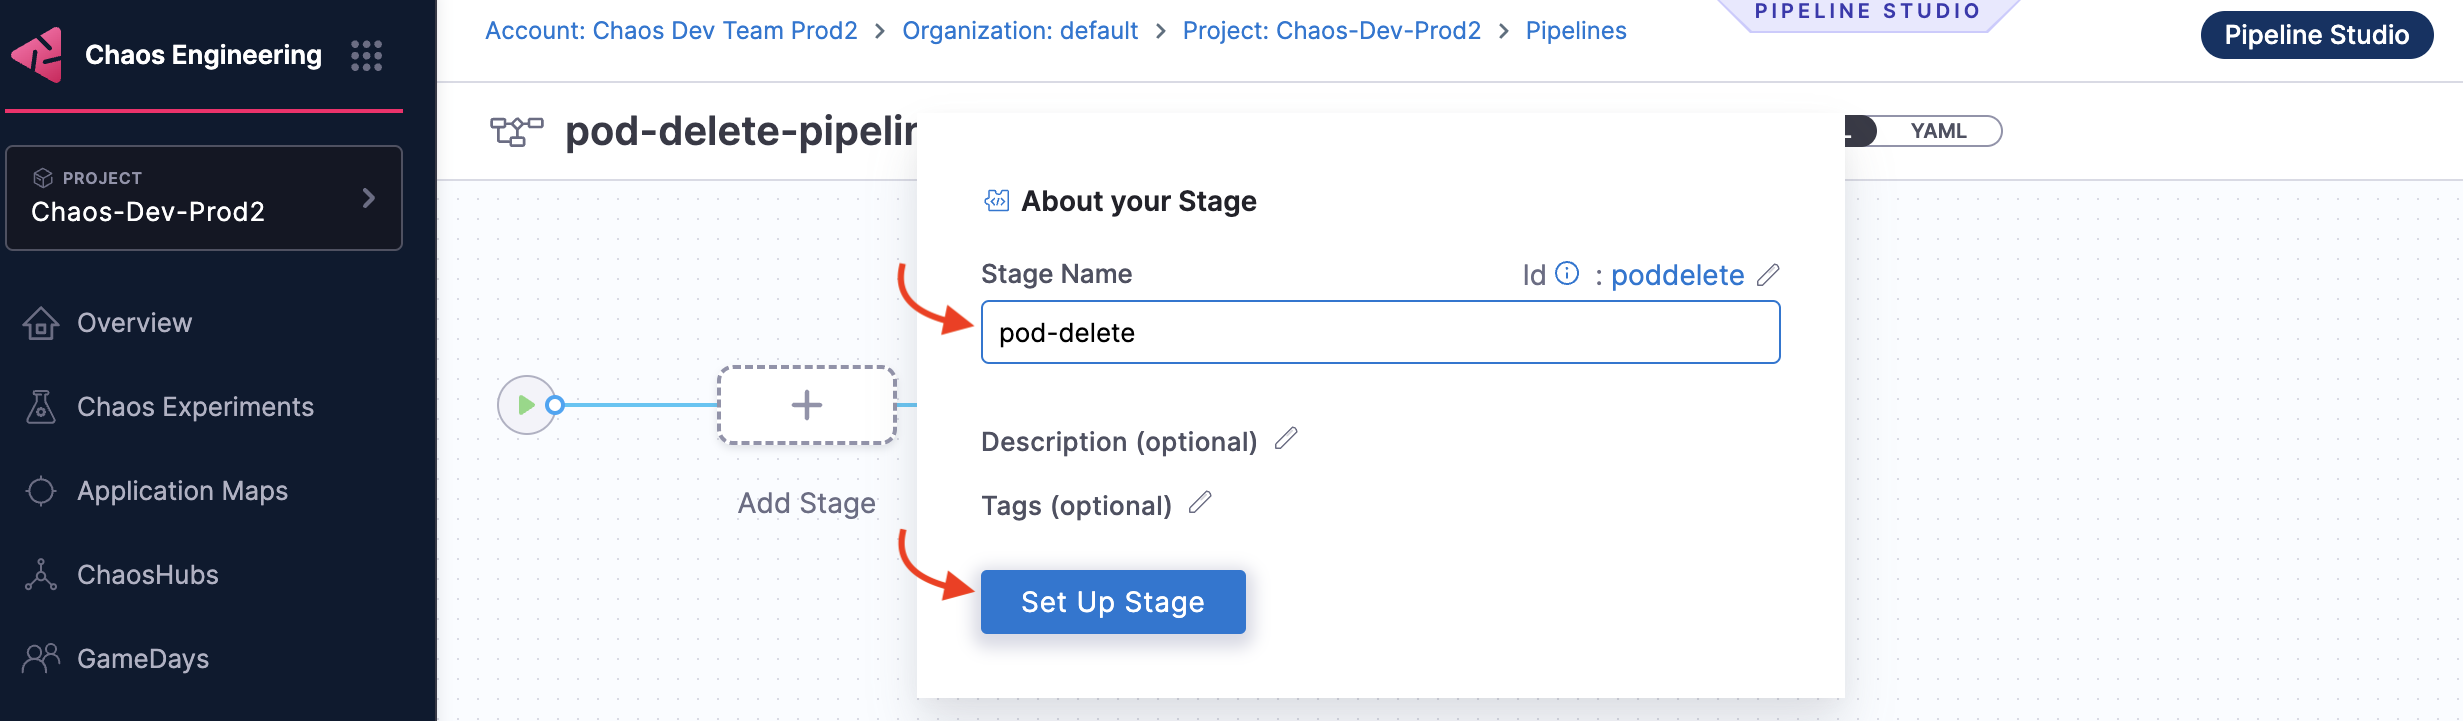 Chaos Engineering
PROJECT
Chaos-Dev-Prod2
Overview
Chaos Experiments
Application Maps
ChaosHubs
GameDays
Account: Chaos Dev Team Prod2 > Organization: default > Project: Chaos-Dev-Prod2 > Pipelines
PIPELINE STUDIO
Pipeline Studio
pod-delete-pipelin
YAML
Add Stage
About your Stage
Stage Name
Id : poddelete
pod-delete
Description (optional)
Tags (optional)
Set Up Stage